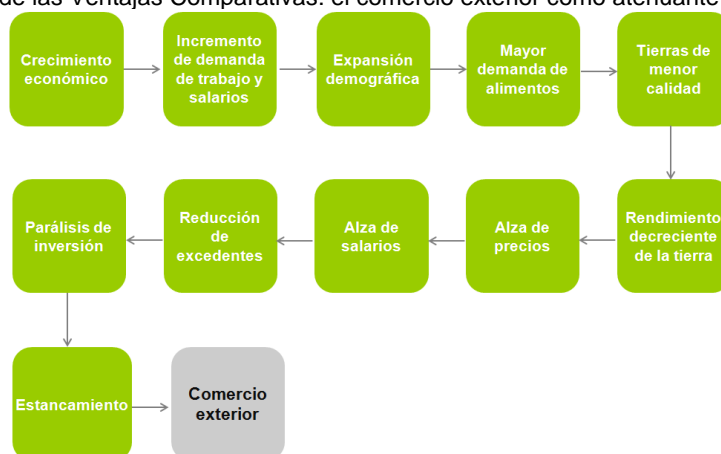 de las Ventajas Comparativas: el comercio exterior como atenuante
Crecimiento
económico
Incremento
de demanda
de trabajo y
salarios
Expansión
demográfica
Mayor
demanda de
alimentos
Tierras de
menor
calidad
Rendimiento
decreciente
de la tierra
Alza de
precios
Alza de
salarios
Reducción
de
excedentes
Parálisis de
inversión
Estancamiento
Comercio
exterior